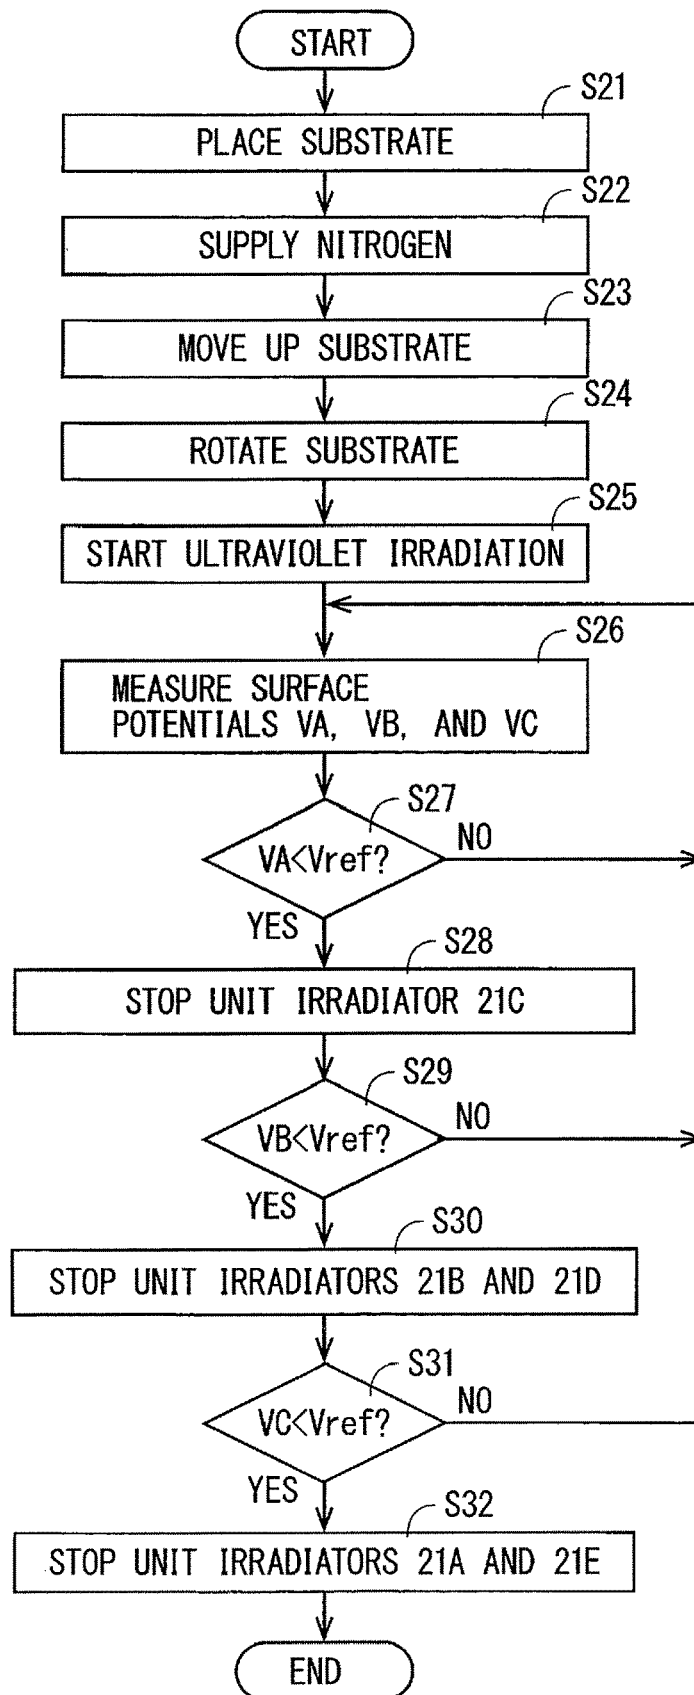 START
S21
PLACE SUBSTRATE
S22
SUPPLY NITROGEN
S23
MOVE UP SUBSTRATE
S24
ROTATE SUBSTRATE
S25
START ULTRAVIOLET IRRADIATION
S26
MEASURE SURFACE
POTENTIALS VA, VB, AND VC
S27
VA<Vref?
NO
YES
S28
STOP UNIT IRRADIATOR 21C
S29
VB<Vref?
NO
YES
S30
STOP UNIT IRRADIATORS 21B AND 21D
S31
VC<Vref?
NO
YES
S32
STOP UNIT IRRADIATORS 21A AND 21E
END